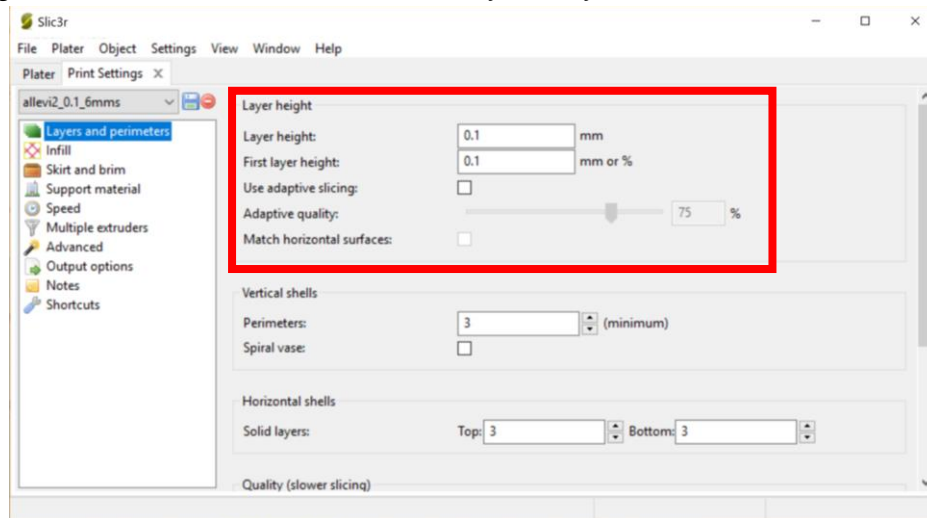 Slic3r
File Plater Object Settings View Window Help
Plater Print Settings
allevi2_0.1_6mms
Layers and perimeters
Infill
Skirt and brim
Support material
Speed
Multiple extruders
Advanced
Output options
Notes
Shortcuts
Layer height
Layer height: 0.1 mm
First layer height: 0.1 mm or %
Use adaptive slicing:
Adaptive quality: 75 %
Match horizontal surfaces:
Vertical shells
Perimeters: 3 (minimum)
Spiral vase:
Horizontal shells
Solid layers: Top: 3 Bottom: 3
Quality (slower slicing)